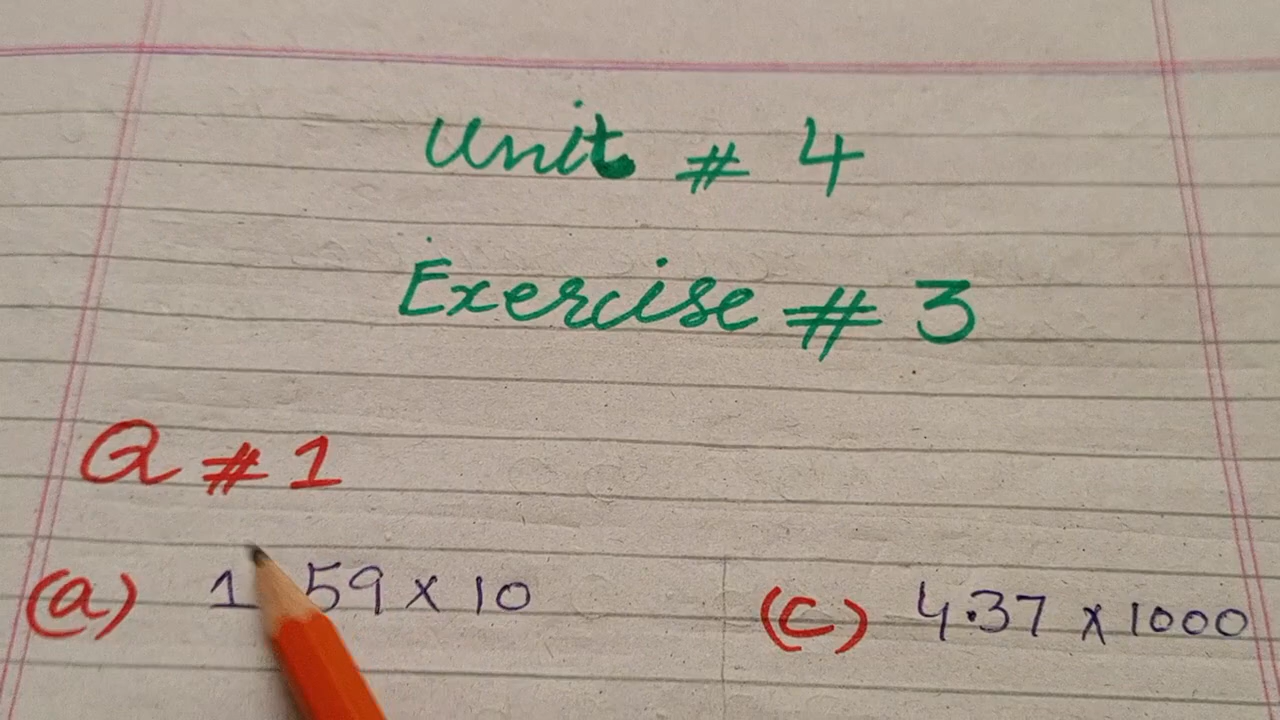 Unit # 4
Exercise # 3
Q # 1
(a) 1 59 x 10
(c) 4.37 x 1000